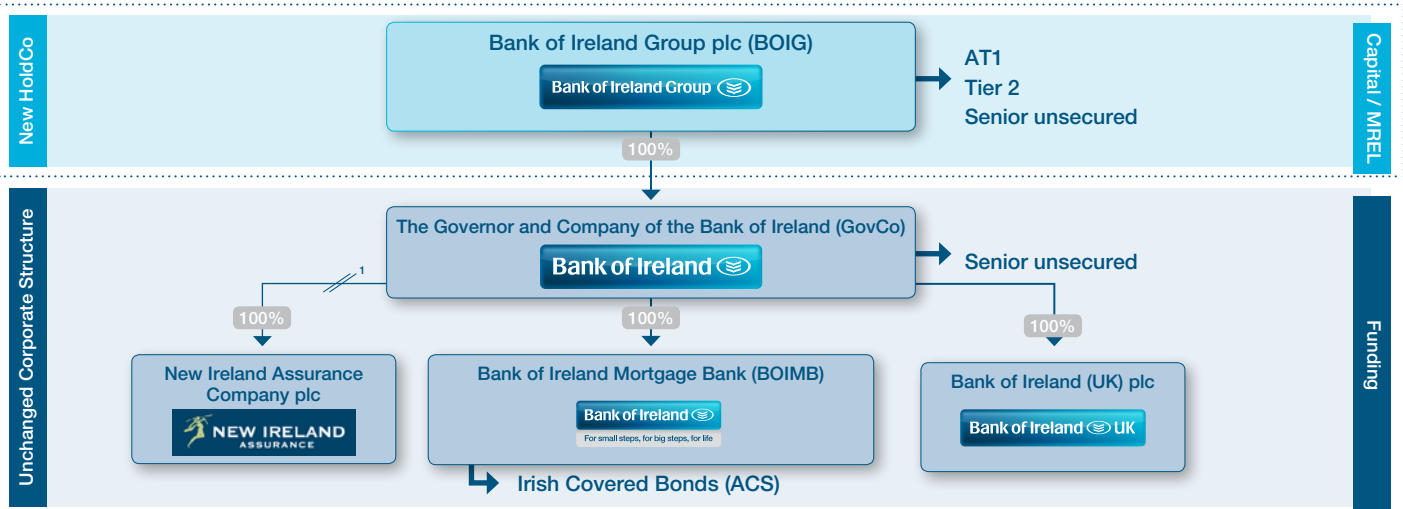 New HoldCo
Bank of Ireland Group plc (BOIG)
Bank of Ireland Group
AT1
Tier 2
Senior unsecured
Capital / MREL
100%
Unchanged Corporate Structure
The Governor and Company of the Bank of Ireland (GovCo)
Bank of Ireland
Senior unsecured
Funding
1
100%
100%
100%
New Ireland Assurance
Company plc
NEW IRELAND
ASSURANCE
Bank of Ireland Mortgage Bank (BOIMB)
Bank of Ireland
For small steps, for big steps, for life
Bank of Ireland (UK) plc
Bank of Ireland UK
Irish Covered Bonds (ACS)